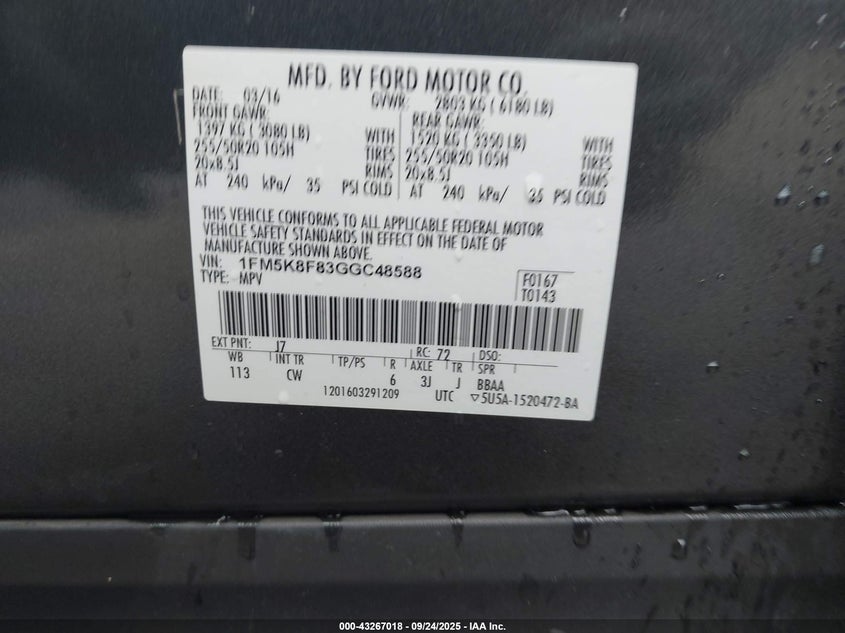 MFD. BY FORD MOTOR CO.
DATE: 03/16 GVWR: 2803 KG ( 6180 LB)
FRONT GAWR: REAR GAWR:
1397 KG ( 3080 LB) WITH 1520 KG ( 3350 LB) WITH
255/50R20 105H TIRES 255/50R20 105H TIRES
20x8.5J RIMS 20x8.5J RIMS
AT 240 kPa/ 35 PSI COLD AT 240 kPa/ 35 PSI COLD
THIS VEHICLE CONFORMS TO ALL APPLICABLE FEDERAL MOTOR
VEHICLE SAFETY STANDARDS IN EFFECT ON THE DATE OF
MANUFACTURE SHOWN ABOVE.
VIN: 1FM5K8F83GGC48588 F0167
TYPE: MPV T0143
EXT PNT: J7 RC: 72 DSO:
WB INT TR TP/PS R AXLE TR SPR
113 CW 6 3J J BBAA
1201603291209 UTC ▽5U5A-1520472-BA
000-43267018 - 09/24/2025 - IAA Inc.